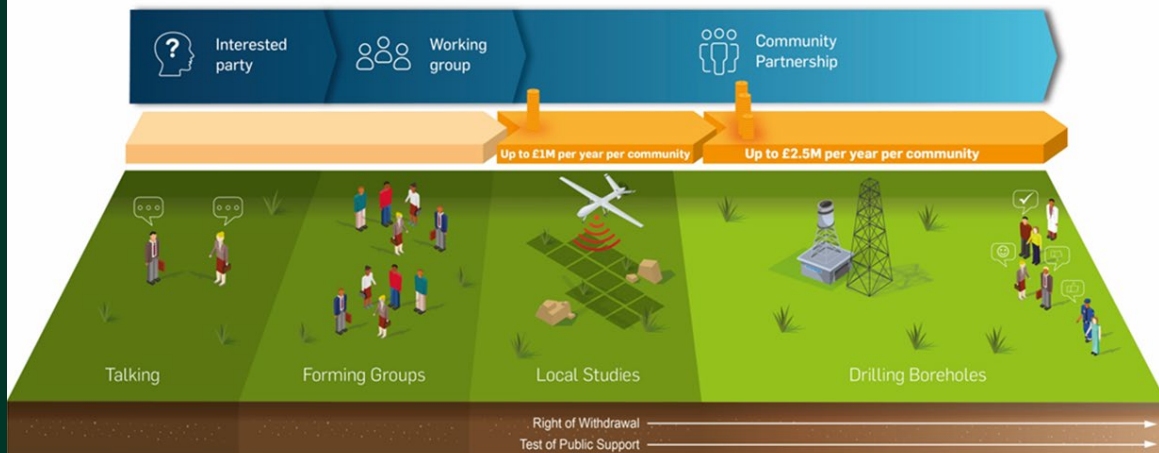 ?
Interested
party
Working
group
Community
Partnership
Up to £1M per year per community
Up to £2.5M per year per community
Talking
Forming Groups
Local Studies
Drilling Boreholes
Right of Withdrawal
Test of Public Support